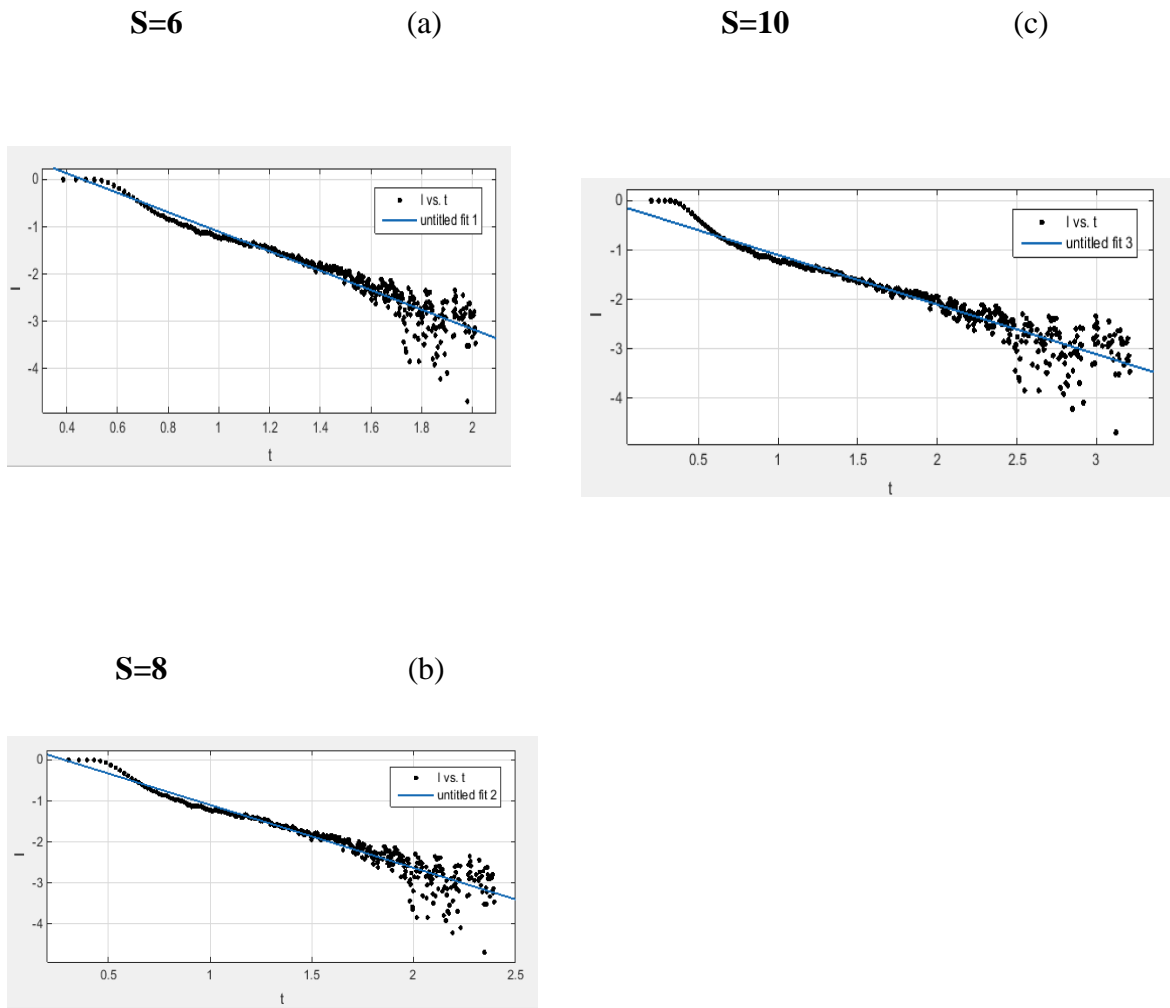 S=6 (a)
0
-1
-2
-3
-4
l
0.4 0.6 0.8 1 1.2 1.4 1.6 1.8 2
t
l vs. t
untitled fit 1
S=10 (c)
0
-1
-2
-3
-4
l
0.5 1 1.5 2 2.5 3
t
l vs. t
untitled fit 3
S=8 (b)
0
-1
-2
-3
-4
l
0.5 1 1.5 2 2.5
t
l vs. t
untitled fit 2